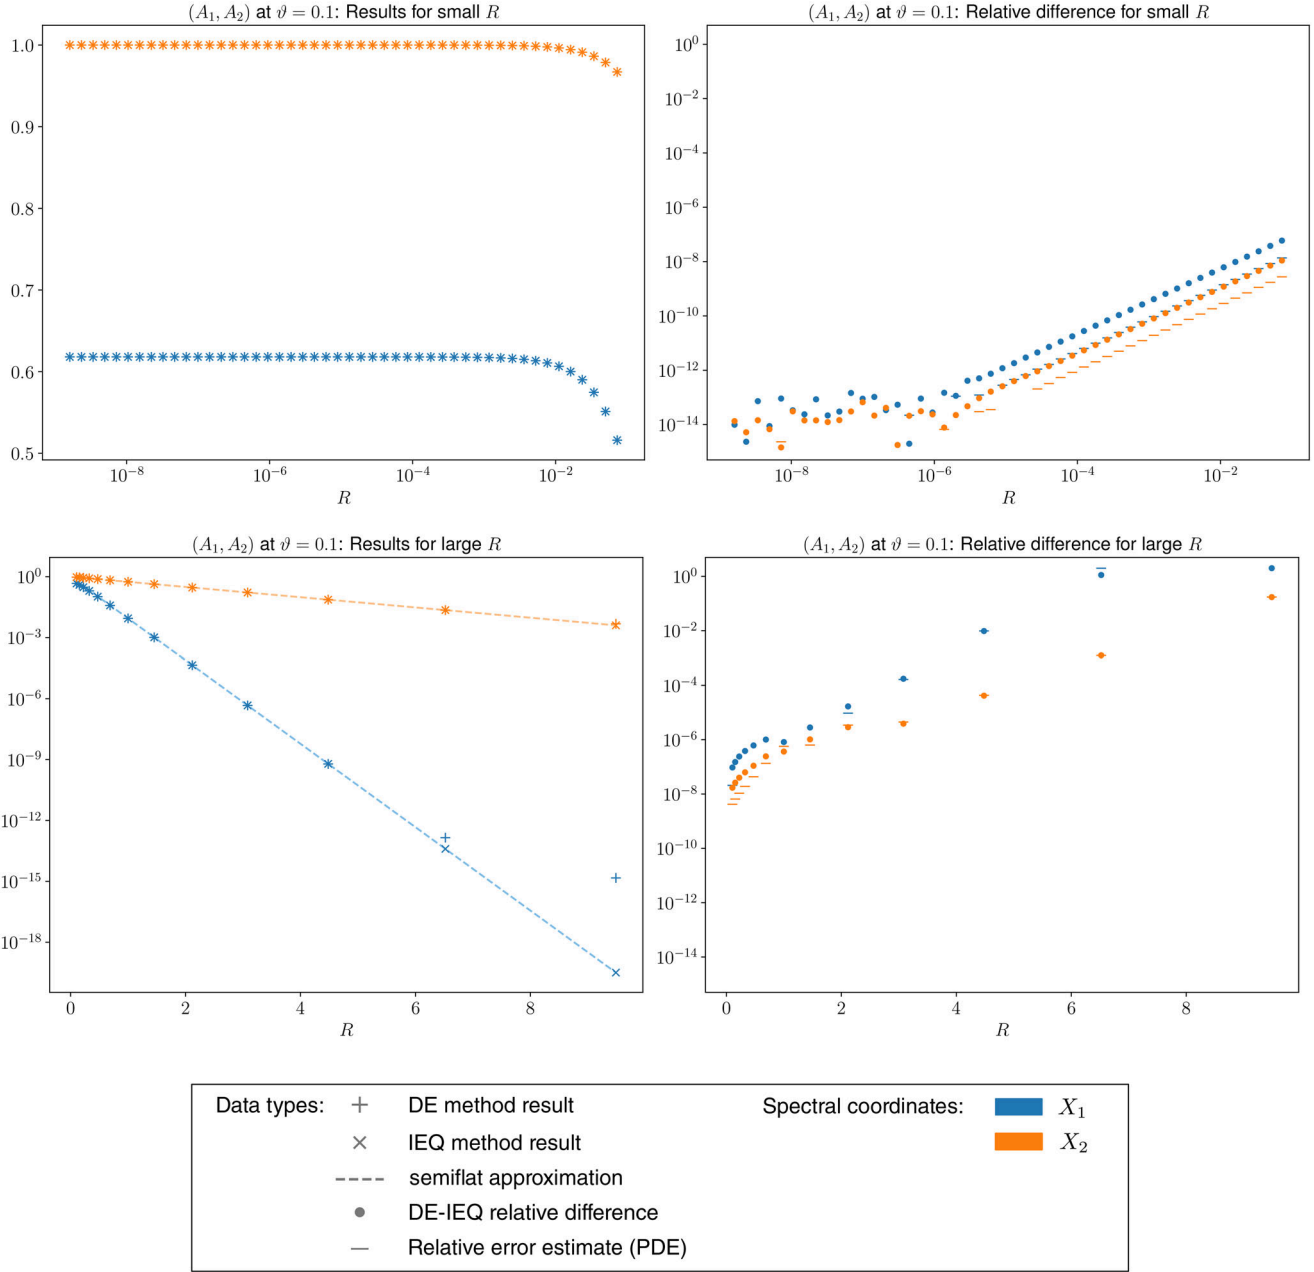 (A₁, A₂) at ϑ = 0.1: Results for small R
1.0
0.9
0.8
0.7
0.6
0.5
10⁻⁸ 10⁻⁶ 10⁻⁴ 10⁻²
R
(A₁, A₂) at ϑ = 0.1: Relative difference for small R
10⁰
10⁻²
10⁻⁴
10⁻⁶
10⁻⁸
10⁻¹⁰
10⁻¹²
10⁻¹⁴
10⁻⁸ 10⁻⁶ 10⁻⁴ 10⁻²
R
(A₁, A₂) at ϑ = 0.1: Results for large R
10⁰
10⁻³
10⁻⁶
10⁻⁹
10⁻¹²
10⁻¹⁵
10⁻¹⁸
0 2 4 6 8
R
(A₁, A₂) at ϑ = 0.1: Relative difference for large R
10⁰
10⁻²
10⁻⁴
10⁻⁶
10⁻⁸
10⁻¹⁰
10⁻¹²
10⁻¹⁴
0 2 4 6 8
R
Data types:
DE method result
IEQ method result
semiflat approximation
DE-IEQ relative difference
Relative error estimate (PDE)
Spectral coordinates:
X₁
X₂